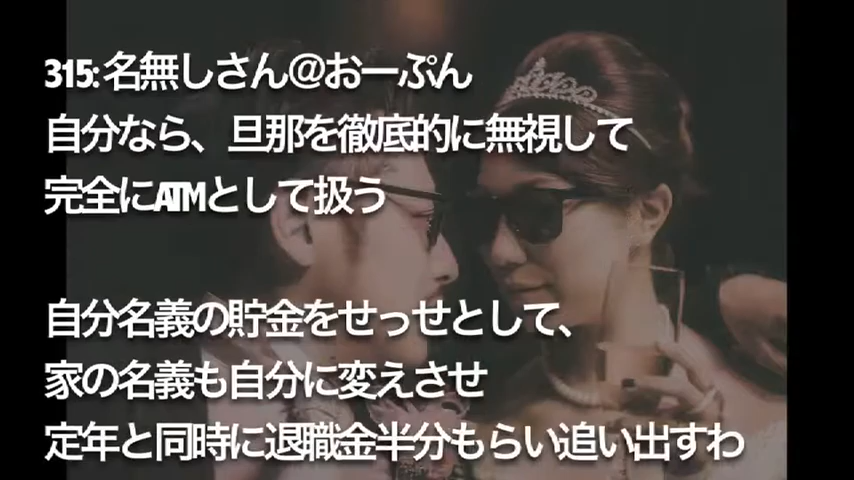 315: 名無しさん@おーぷん
自分なら、旦那を徹底的に無視して
完全にATMとして扱う
自分名義の貯金をせっせとして、
家の名義も自分に変えさせ
定年と同時に退職金半分もらい追い出すわ